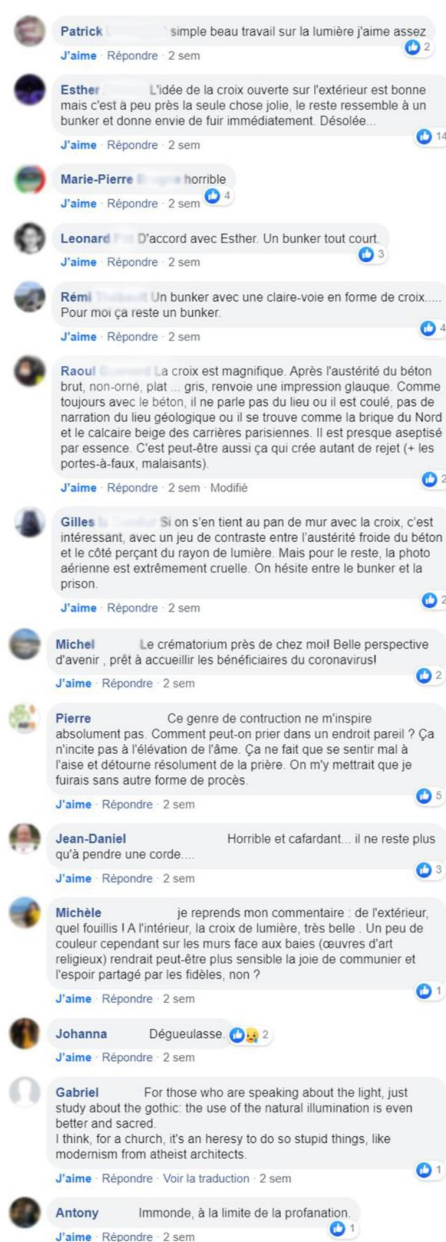 Patrick simple beau travail sur la lumière j'aime assez
2
J'aime · Répondre · 2 sem
Esther L'idée de la croix ouverte sur l'extérieur est bonne
mais c'est à peu près la seule chose jolie, le reste ressemble à un
bunker et donne envie de fuir immédiatement. Désolée...
14
J'aime · Répondre · 2 sem
Marie-Pierre horrible
4
J'aime · Répondre · 2 sem
Leonard D'accord avec Esther. Un bunker tout court.
3
J'aime · Répondre · 2 sem
Rémi Un bunker avec une claire-voie en forme de croix.....
Pour moi ça reste un bunker.
4
J'aime · Répondre · 2 sem
Raoul La croix est magnifique. Après l'austérité du béton
brut, non-orné, plat ... gris, renvoie une impression glauque. Comme
toujours avec le béton, il ne parle pas du lieu ou il est coulé, pas de
narration du lieu géologique ou il se trouve comme la brique du Nord
et le calcaire beige des carrières parisiennes. Il est presque aseptisé
par essence. C'est peut-être aussi ça qui crée autant de rejet (+ les
portes-à-faux, malaisants).
2
J'aime · Répondre · 2 sem · Modifié
Gilles Si on s'en tient au pan de mur avec la croix, c'est
intéressant, avec un jeu de contraste entre l'austérité froide du béton
et le côté perçant du rayon de lumière. Mais pour le reste, la photo
aérienne est extrêmement cruelle. On hésite entre le bunker et la
prison.
2
J'aime · Répondre · 2 sem
Michel Le crématorium près de chez moi! Belle perspective
d'avenir , prêt à accueillir les bénéficiaires du coronavirus!
2
J'aime · Répondre · 2 sem
Pierre Ce genre de contruction ne m'inspire
absolument pas. Comment peut-on prier dans un endroit pareil ? Ça
n'incite pas à l'élévation de l'âme. Ça ne fait que se sentir mal à
l'aise et détourne résolument de la prière. On m'y mettrait que je
fuirais sans autre forme de procès.
5
J'aime · Répondre · 2 sem
Jean-Daniel Horrible et cafardant... il ne reste plus
qu'à pendre une corde....
3
J'aime · Répondre · 2 sem
Michèle je reprends mon commentaire : de l'extérieur,
quel fouillis ! A l'intérieur, la croix de lumière, très belle . Un peu de
couleur cependant sur les murs face aux baies (œuvres d'art
religieux) rendrait peut-être plus sensible la joie de communier et
l'espoir partagé par les fidèles, non ?
1
J'aime · Répondre · 2 sem
Johanna Dégueulasse. 2
J'aime · Répondre · 2 sem
Gabriel For those who are speaking about the light, just
study about the gothic: the use of the natural illumination is even
better and sacred.
I think, for a church, it's an heresy to do so stupid things, like
modernism from atheist architects.
1
J'aime · Répondre · Voir la traduction · 2 sem
Antony Immonde, à la limite de la profanation.
1
J'aime · Répondre · 2 sem